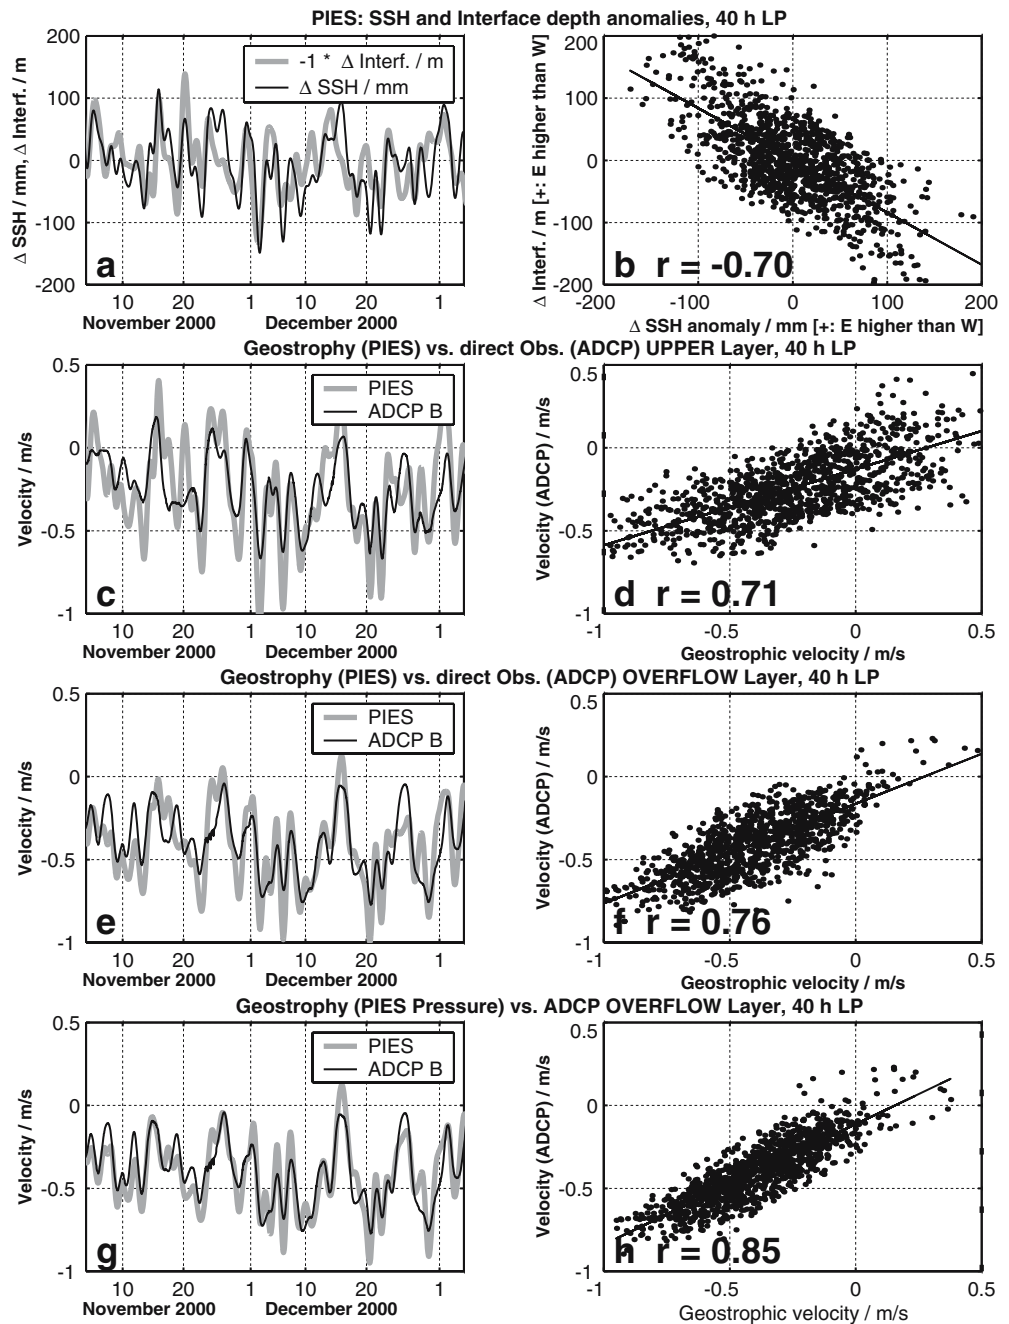 PIES: SSH and Interface depth anomalies, 40 h LP
Δ SSH / mm, Δ Interf. / m
200
100
0
-100
-200
-1 * Δ Interf. / m
Δ SSH / mm
a
10 20 1 10 20 1
November 2000 December 2000
Δ Interf. / m [+: E higher than W]
200
100
0
-100
-200
b r = -0.70
-200 -100 0 100 200
Δ SSH anomaly / mm [+: E higher than W]
Geostrophy (PIES) vs. direct Obs. (ADCP) UPPER Layer, 40 h LP
Velocity / m/s
0.5
0
-0.5
-1
PIES
ADCP B
c
10 20 1 10 20 1
November 2000 December 2000
Velocity (ADCP) / m/s
0.5
0
-0.5
-1
d r = 0.71
-1 -0.5 0 0.5
Geostrophic velocity / m/s
Geostrophy (PIES) vs. direct Obs. (ADCP) OVERFLOW Layer, 40 h LP
Velocity / m/s
0.5
0
-0.5
-1
PIES
ADCP B
e
10 20 1 10 20 1
November 2000 December 2000
Velocity (ADCP) / m/s
0.5
0
-0.5
-1
f r = 0.76
-1 -0.5 0 0.5
Geostrophic velocity / m/s
Geostrophy (PIES Pressure) vs. ADCP OVERFLOW Layer, 40 h LP
Velocity / m/s
0.5
0
-0.5
-1
PIES
ADCP B
g
10 20 1 10 20 1
November 2000 December 2000
Velocity (ADCP) / m/s
0.5
0
-0.5
-1
h r = 0.85
-1 -0.5 0 0.5
Geostrophic velocity / m/s